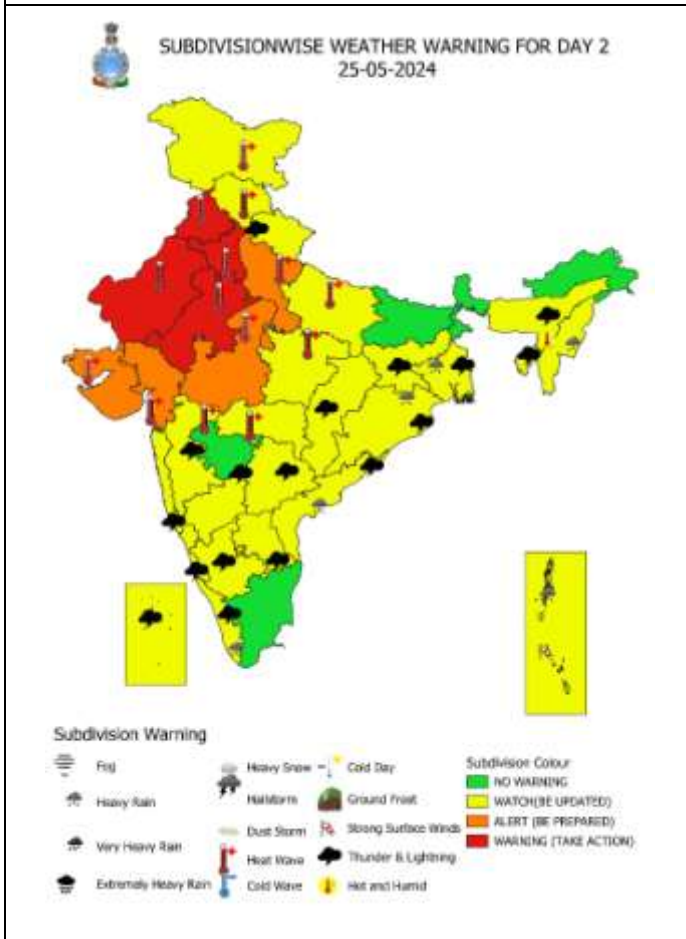 SUBDIVISIONWISE WEATHER WARNING FOR DAY 2
25-05-2024
Subdivision Warning
Fog
Heavy Rain
Very Heavy Rain
Extremely Heavy Rain
Heavy Snow
Hailstorm
Dust Storm
Heat Wave
Cold Wave
Cold Day
Ground Frost
Strong Surface Winds
Thunder & Lightning
Hot and Humid
Subdivision Colour
NO WARNING
WATCH(BE UPDATED)
ALERT (BE PREPARED)
WARNING (TAKE ACTION)